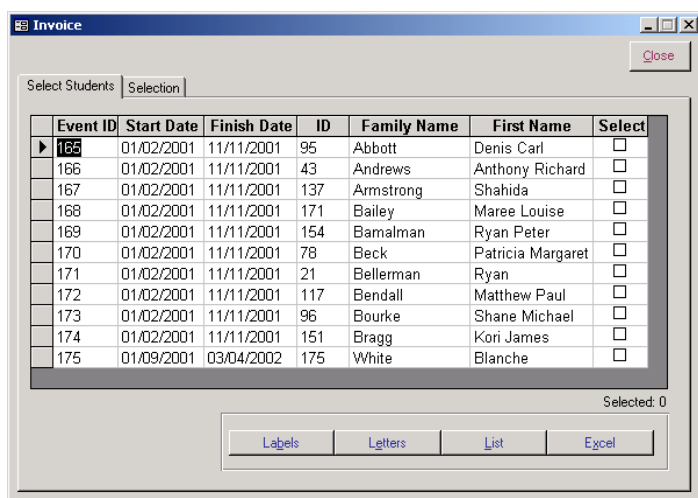 Invoice
Close
Select Students Selection
Event ID Start Date Finish Date ID Family Name First Name Select
165 01/02/2001 11/11/2001 95 Abbott Denis Carl
166 01/02/2001 11/11/2001 43 Andrews Anthony Richard
167 01/02/2001 11/11/2001 137 Armstrong Shahida
168 01/02/2001 11/11/2001 171 Bailey Maree Louise
169 01/02/2001 11/11/2001 154 Bamalman Ryan Peter
170 01/02/2001 11/11/2001 78 Beck Patricia Margaret
171 01/02/2001 11/11/2001 21 Bellerman Ryan
172 01/02/2001 11/11/2001 117 Bendall Matthew Paul
173 01/02/2001 11/11/2001 96 Bourke Shane Michael
174 01/02/2001 11/11/2001 151 Bragg Kori James
175 01/09/2001 03/04/2002 175 White Blanche
Selected: 0
Labels Letters List Excel